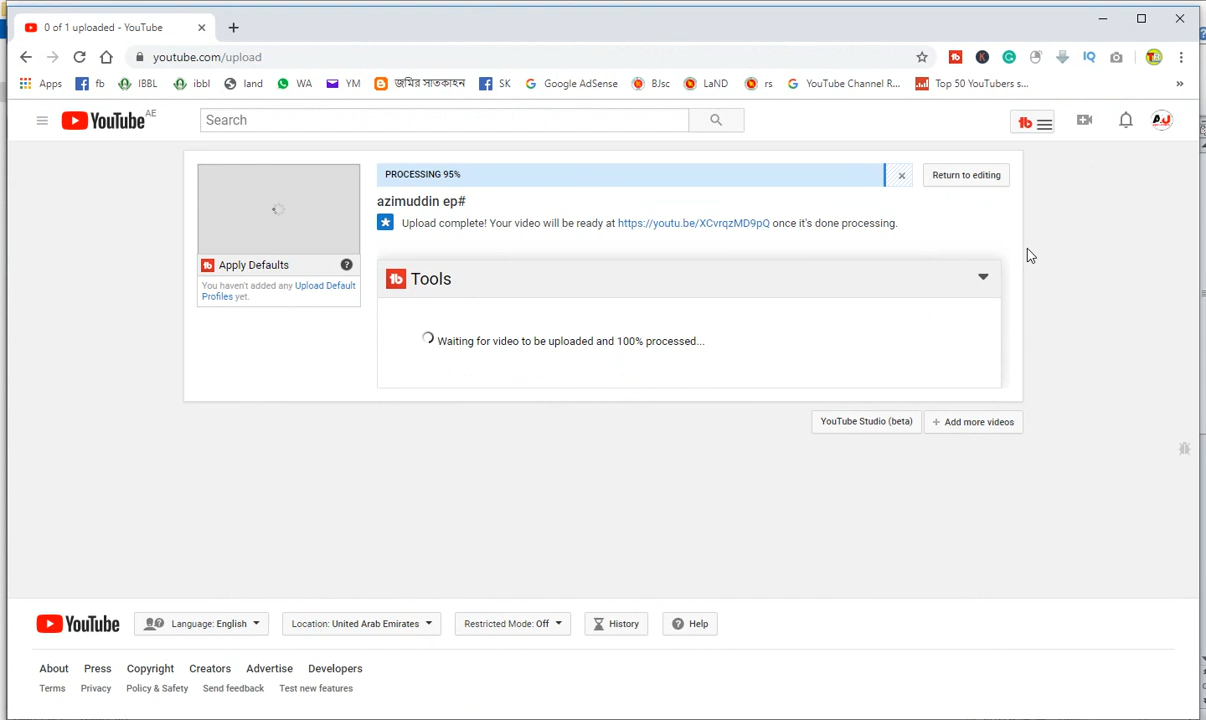 0 of 1 uploaded - YouTube
youtube.com/upload
Apps fb IBBL ibbl land WA YM জমির সাতকাহন SK Google AdSense BJsc LaND rs YouTube Channel R... Top 50 YouTubers s... »
YouTube AE Search
PROCESSING 95% Return to editing
azimuddin ep#
Upload complete! Your video will be ready at https://youtu.be/XCvrqzMD9pQ once it's done processing.
Apply Defaults
You haven't added any Upload Default
Profiles yet.
Tools
Waiting for video to be uploaded and 100% processed...
YouTube Studio (beta) + Add more videos
YouTube Language: English Location: United Arab Emirates Restricted Mode: Off History Help
About Press Copyright Creators Advertise Developers
Terms Privacy Policy & Safety Send feedback Test new features